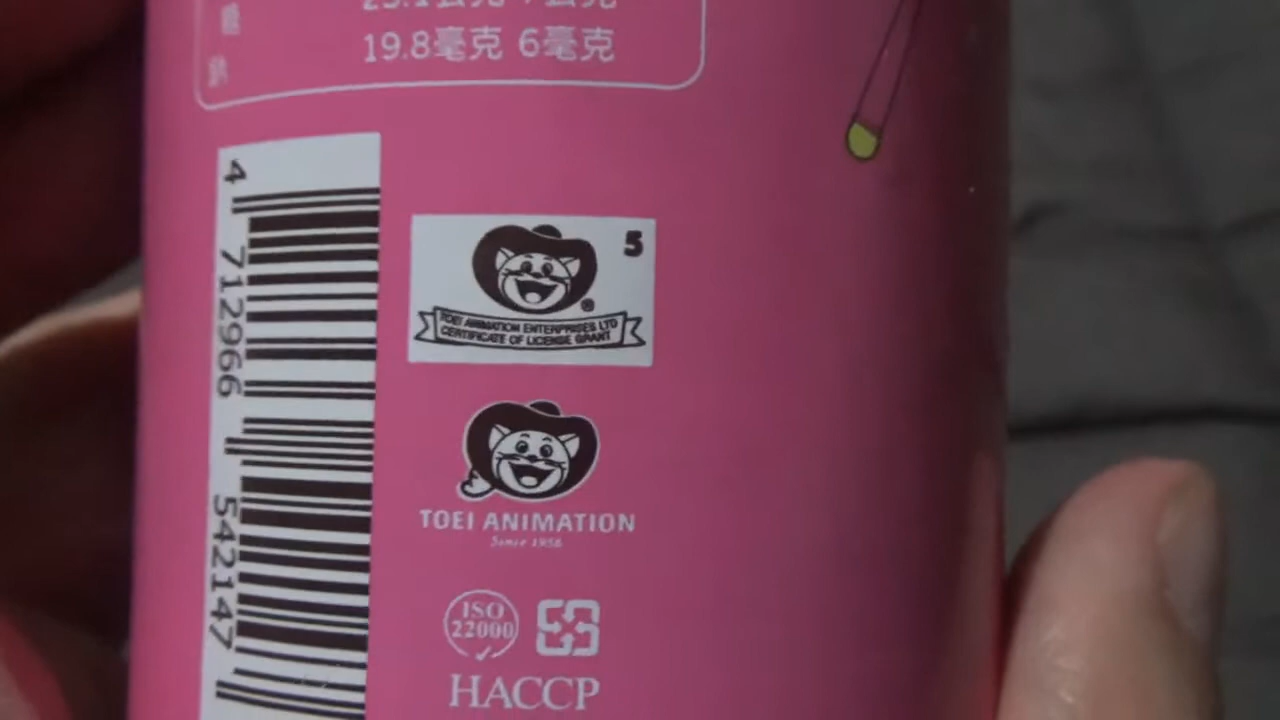 19.8毫克 6毫克
4 712966 542147
5
TOEI ANIMATION ENTERPRISES LTD
CERTIFICATE OF LICENSE GRANT
®
TOEI ANIMATION
Since 1956
ISO
22000
HACCP